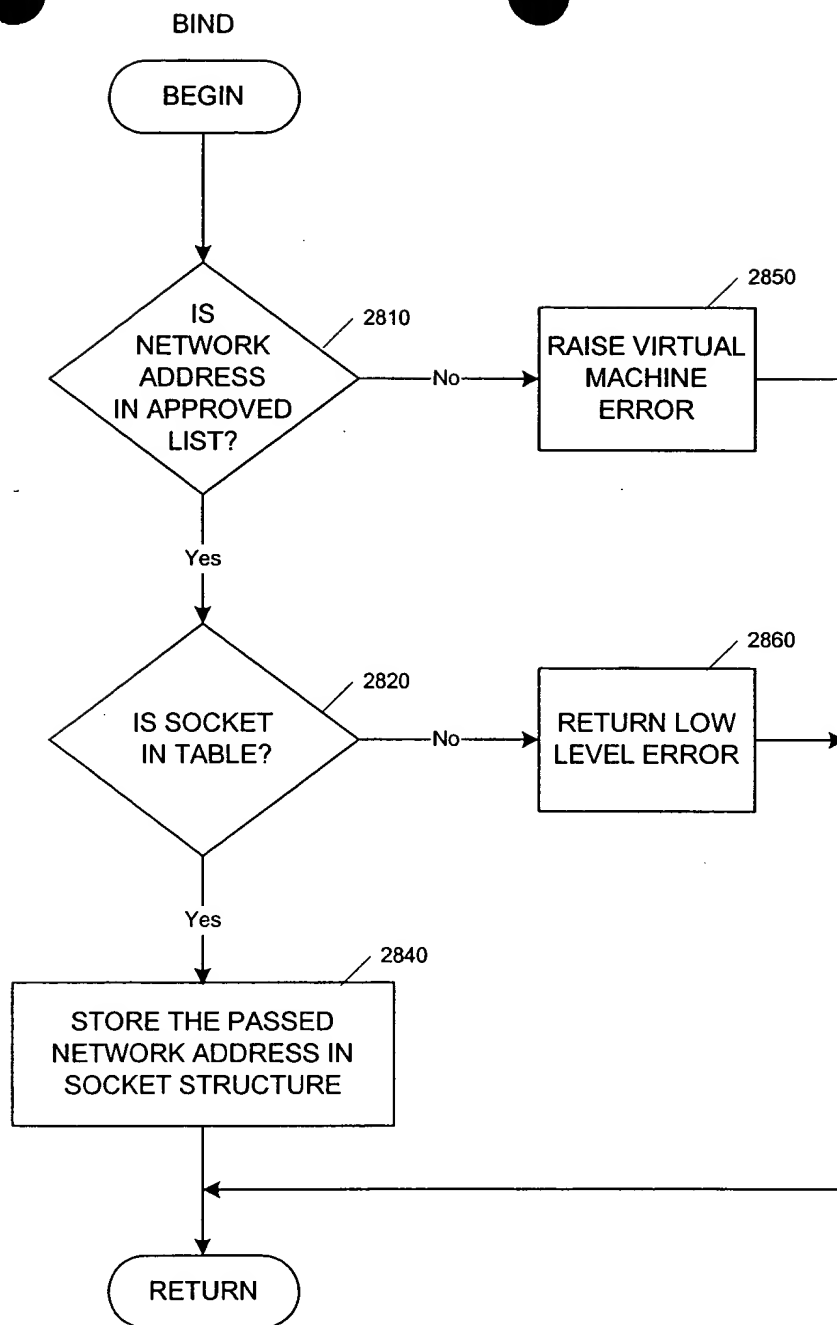 BIND
BEGIN
IS
NETWORK
ADDRESS
IN APPROVED
LIST?
2810
No
2850
RAISE VIRTUAL
MACHINE
ERROR
Yes
IS SOCKET
IN TABLE?
2820
No
2860
RETURN LOW
LEVEL ERROR
Yes
2840
STORE THE PASSED
NETWORK ADDRESS IN
SOCKET STRUCTURE
RETURN